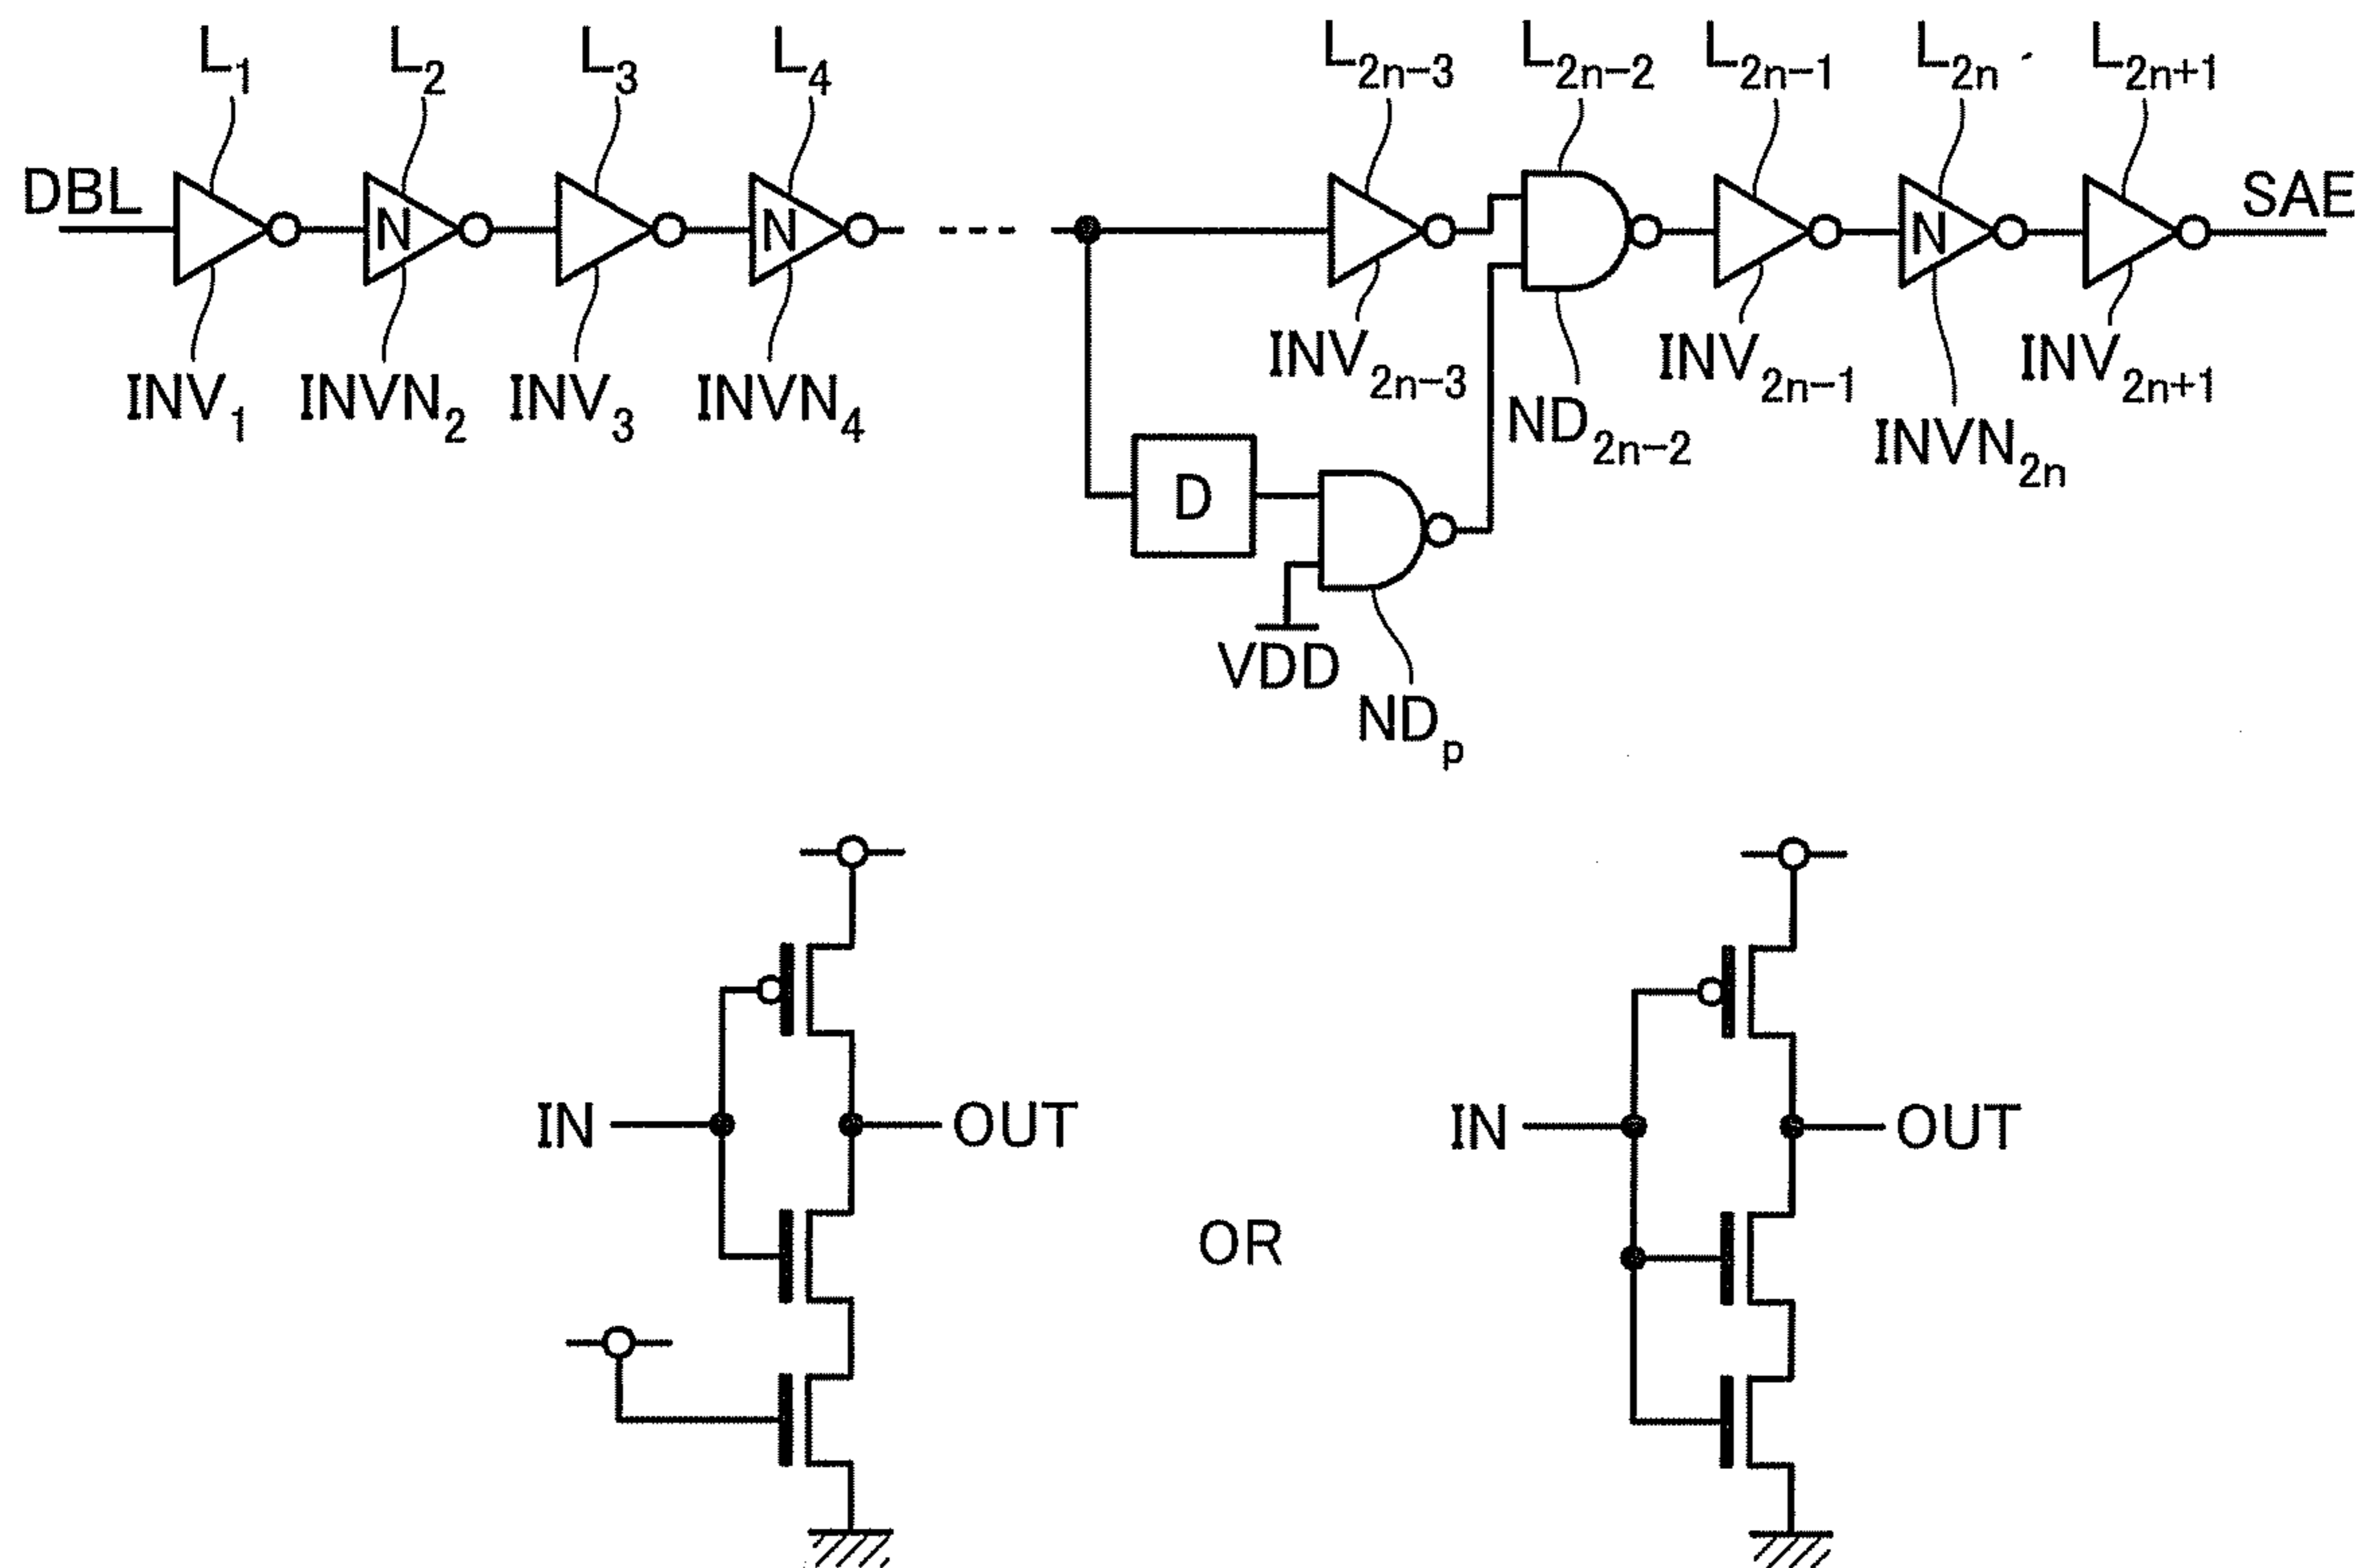 L1 L2 L3 L4 L2n-3 L2n-2 L2n-1 L2n L2n+1
DBL N N N SAE
INV1 INVN2 INV3 INVN4 INV2n-3 ND2n-2 INV2n-1 INVN2n INV2n+1
D
VDD
NDp
IN OUT IN OUT
OR